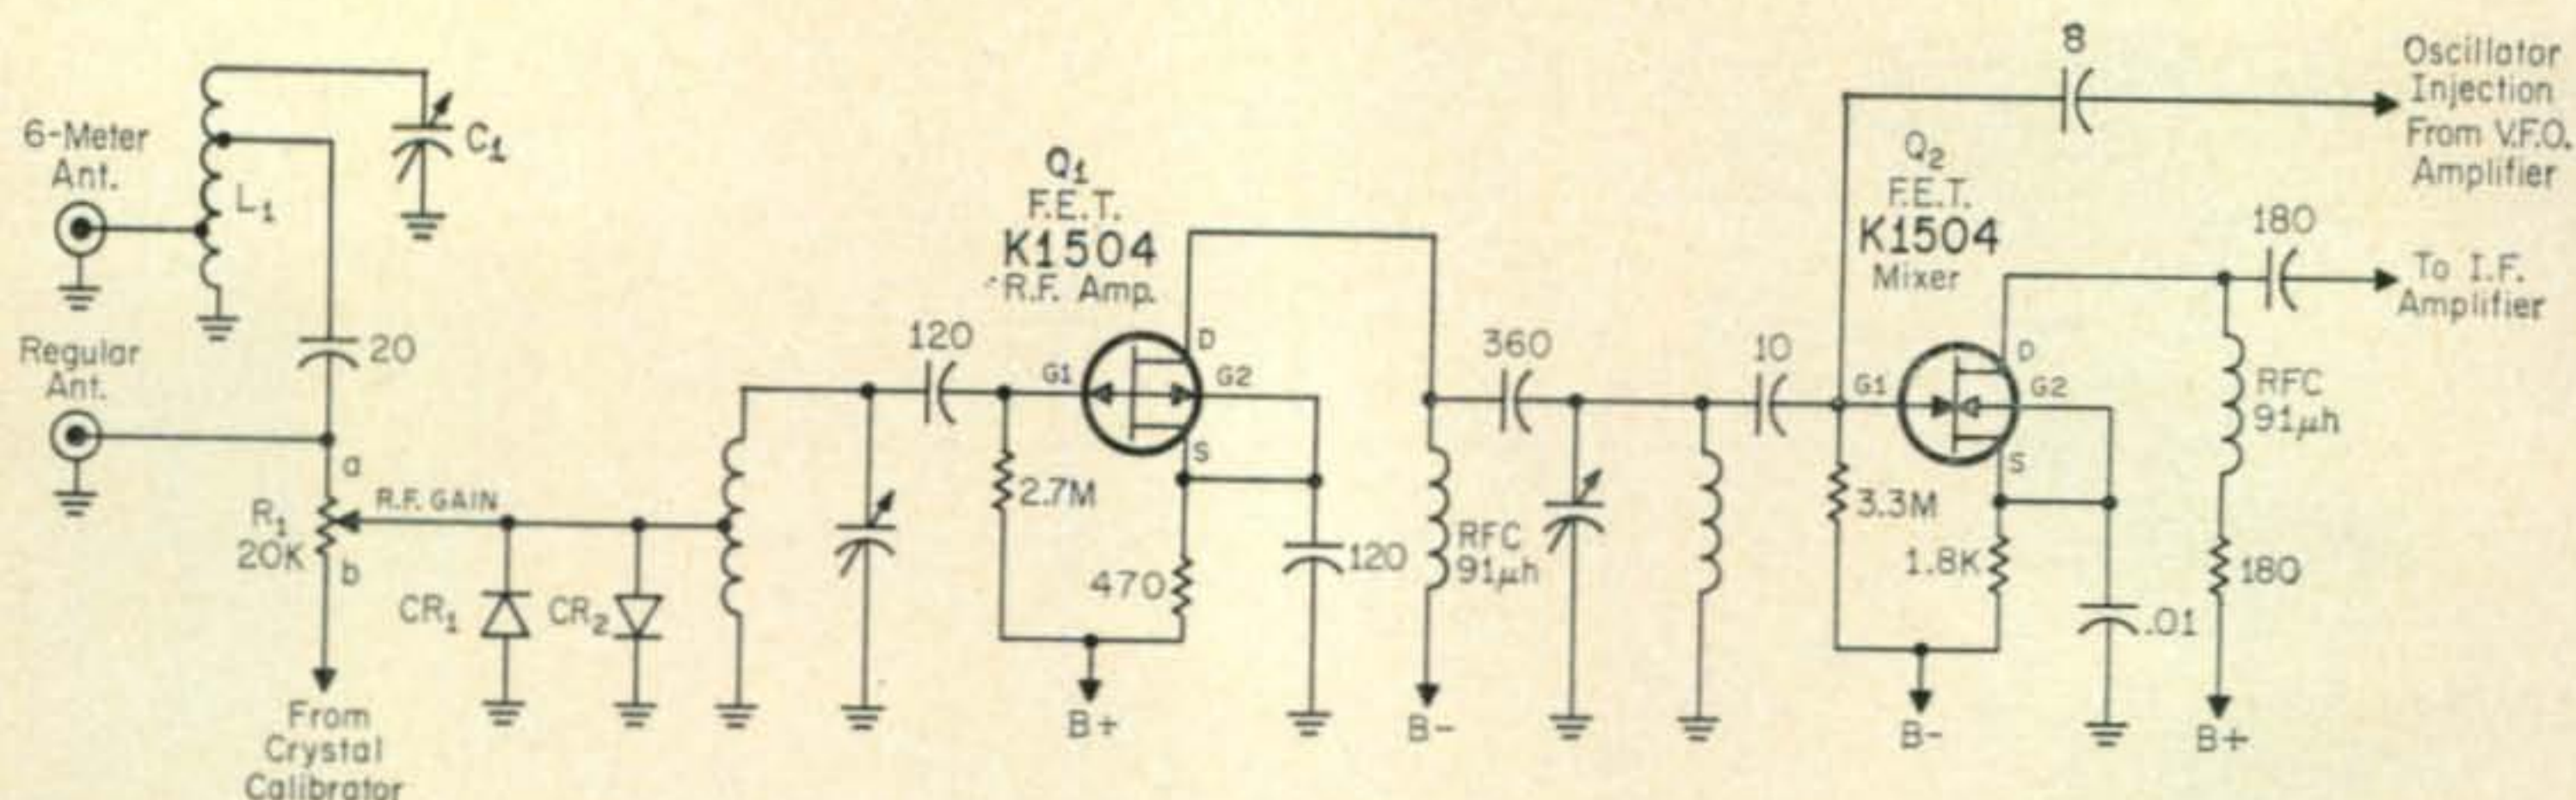 6-Meter
Ant.
L1
C1
20
Regular
Ant.
a
R1
20K
b
R.F. GAIN
From
Crystal
Calibrator
CR1
CR2
120
Q1
F.E.T.
K1504
R.F. Amp.
G1
D
G2
S
2.7M
470
120
B+
RFC
91μh
B-
360
10
8
Oscillator
Injection
From V.F.O.
Amplifier
Q2
F.E.T.
K1504
Mixer
G1
D
G2
S
3.3M
1.8K
.01
B-
180
To I.F.
Amplifier
RFC
91μh
180
B+